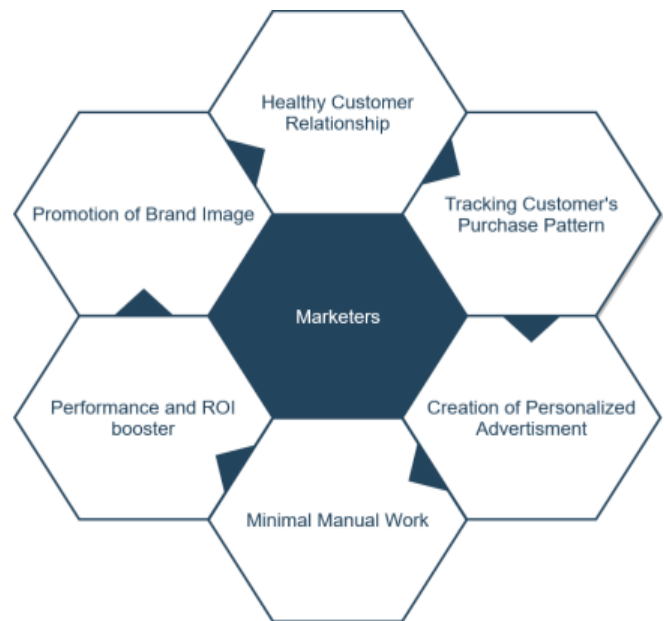 Healthy Customer
Relationship
Promotion of Brand Image
Tracking Customer's
Purchase Pattern
Marketers
Performance and ROI
booster
Creation of Personalized
Advertisment
Minimal Manual Work